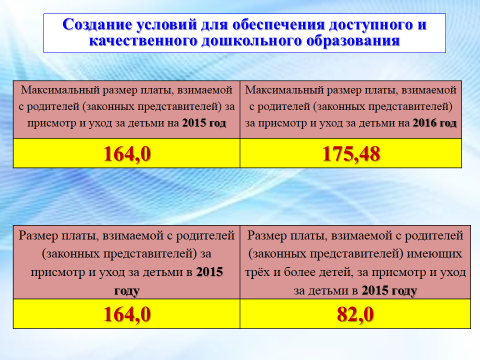 Создание условий для обеспечения доступного и
качественного дошкольного образования
Максимальный размер платы, взимаемой
с родителей (законных представителей) за
присмотр и уход за детьми на 2015 год
Максимальный размер платы, взимаемой
с родителей (законных представителей)
за присмотр и уход за детьми на 2016 год
164,0
175,48
Размер платы, взимаемой с родителей
(законных представителей) за
присмотр и уход за детьми в 2015
году
Размер платы, взимаемой с родителей
(законных представителей) имеющих
трёх и более детей, за присмотр и уход
за детьми в 2015 году
164,0
82,0